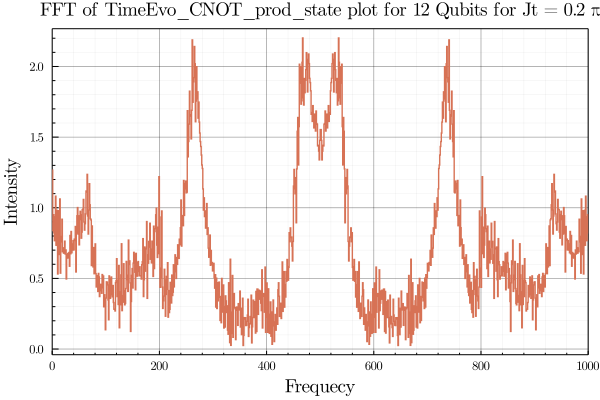 FFT of TimeEvo_CNOT_prod_state plot for 12 Qubits for Jt = 0.2 π
2.0
1.5
1.0
0.5
0.0
Intensity
0 200 400 600 800 1000
Frequecy